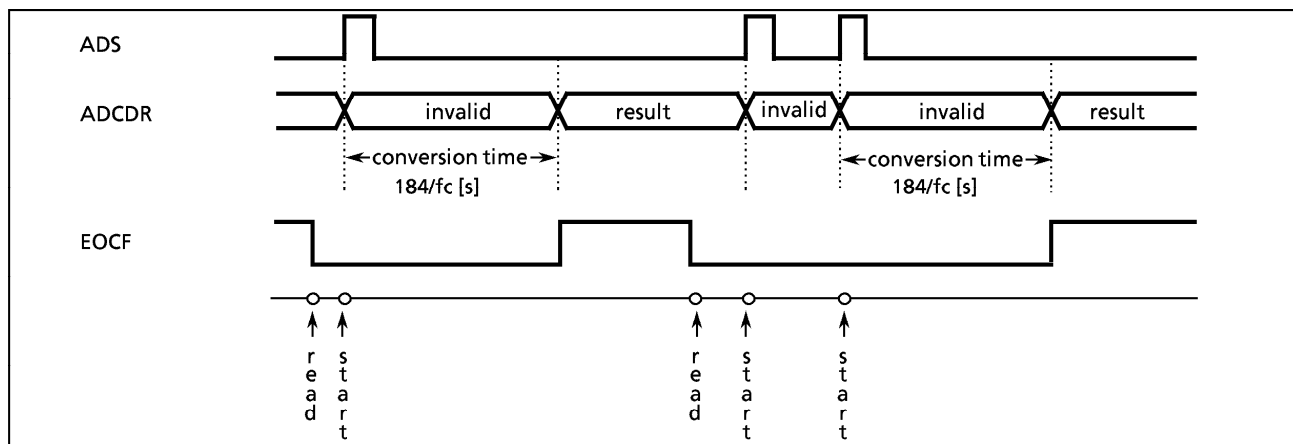 ADS
ADCDR invalid result invalid invalid result
conversion time conversion time
184/fc [s] 184/fc [s]
EOCF
read start read start start